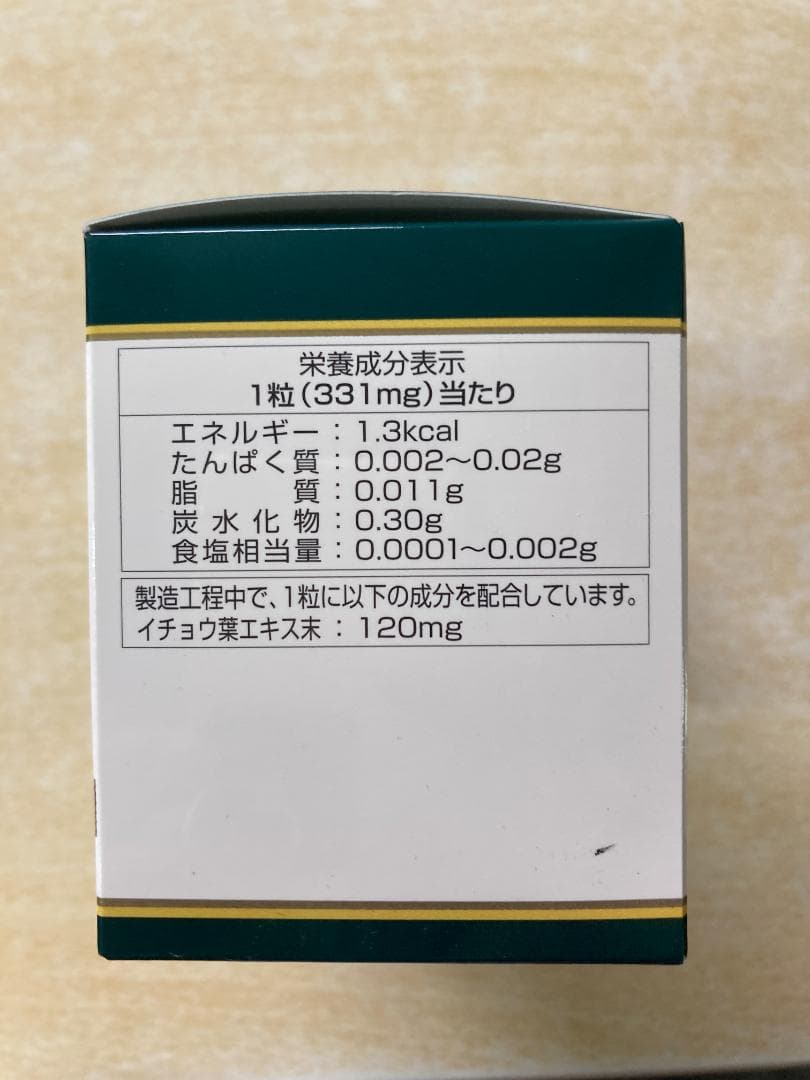 栄養成分表示
1粒(331mg)当たり
エネルギー:1.3kcal
たんぱく質:0.002~0.02g
脂質:0.011g
炭水化物:0.30g
食塩相当量:0.0001~0.002g
製造工程中で、1粒に以下の成分を配合しています。
イチョウ葉エキス末:120mg